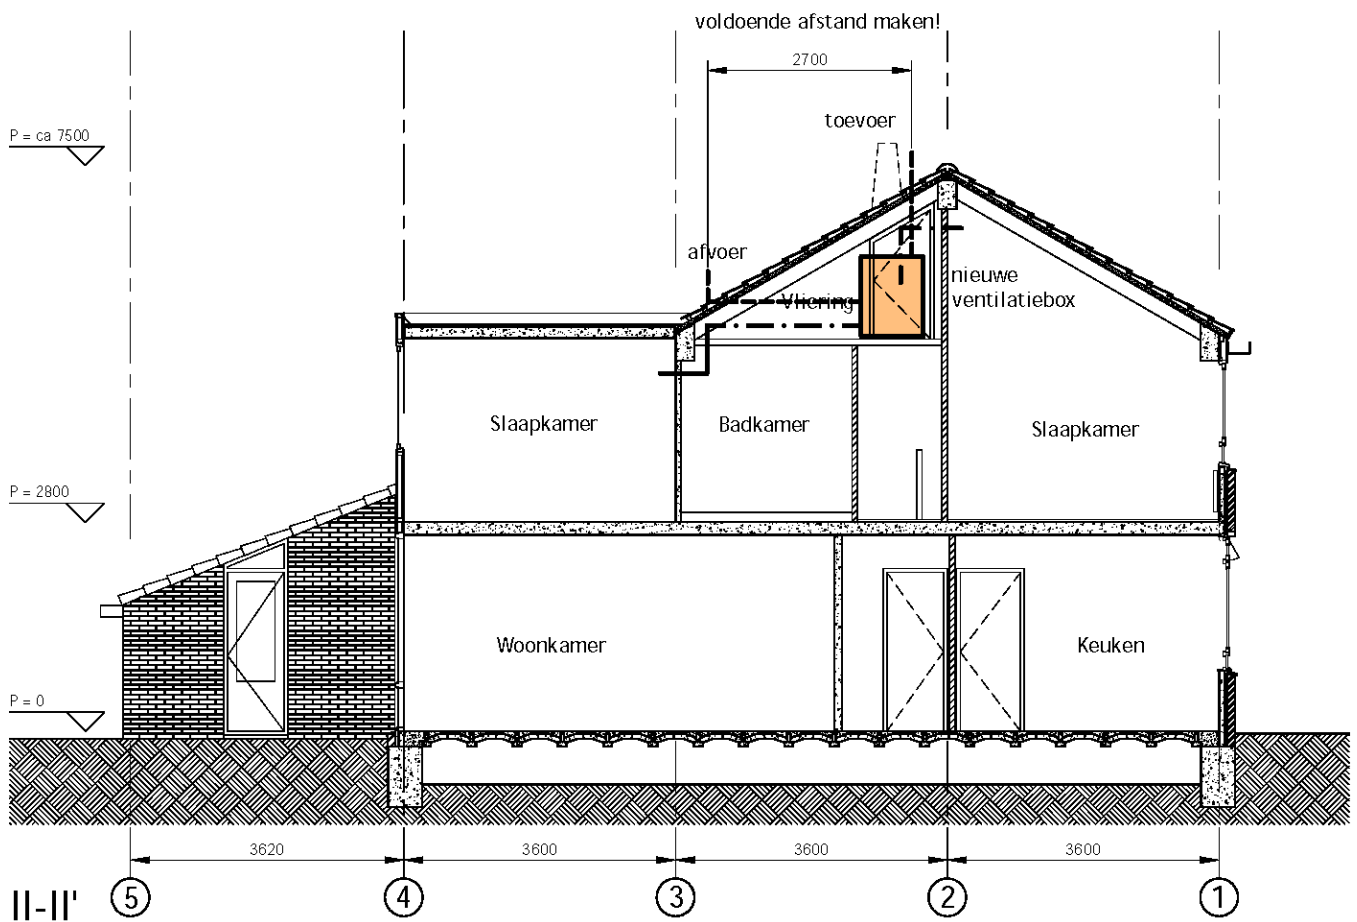 voldoende afstand maken!
2700
toevoer
P = ca 7500
afvoer
nieuwe
ventilatiebox
Vliering
Slaapkamer
Badkamer
Slaapkamer
P = 2800
Woonkamer
Keuken
P = 0
3620
3600
3600
3600
II-II'
5
4
3
2
1